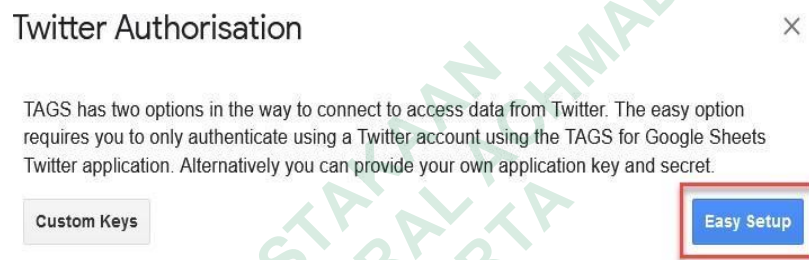 Twitter Authorisation
TAGS has two options in the way to connect to access data from Twitter. The easy option
requires you to only authenticate using a Twitter account using the TAGS for Google Sheets
Twitter application. Alternatively you can provide your own application key and secret.
Custom Keys
Easy Setup